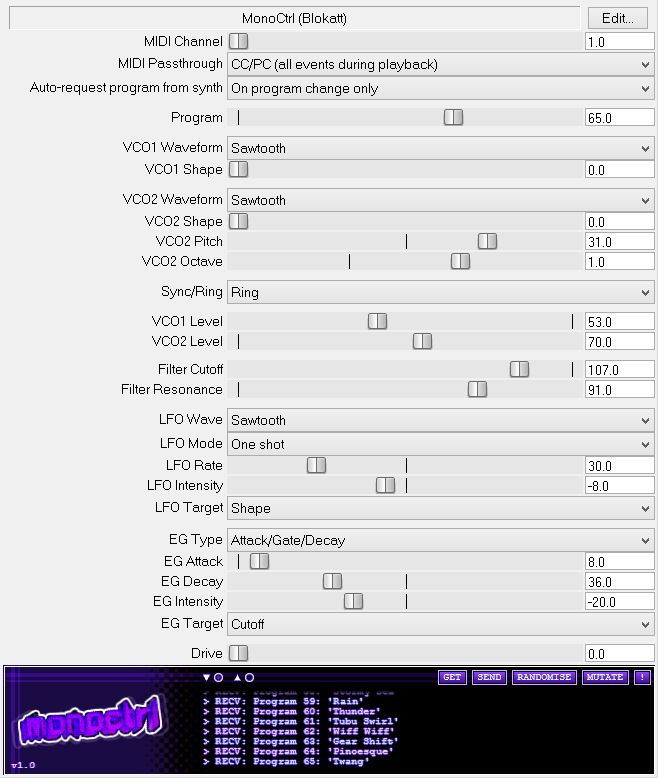 MonoCtrl (Blokatt) Edit...
MIDI Channel 1.0
MIDI Passthrough CC/PC (all events during playback)
Auto-request program from synth On program change only
Program 65.0
VCO1 Waveform Sawtooth
VCO1 Shape 0.0
VCO2 Waveform Sawtooth
VCO2 Shape 0.0
VCO2 Pitch 31.0
VCO2 Octave 1.0
Sync/Ring Ring
VCO1 Level 53.0
VCO2 Level 70.0
Filter Cutoff 107.0
Filter Resonance 91.0
LFO Wave Sawtooth
LFO Mode One shot
LFO Rate 30.0
LFO Intensity -8.0
LFO Target Shape
EG Type Attack/Gate/Decay
EG Attack 8.0
EG Decay 36.0
EG Intensity -20.0
EG Target Cutoff
Drive 0.0
GET SEND RANDOMISE MUTATE !
monoctrl
v1.0
> RECV: Program 58: 'Stormy Sea'
> RECV: Program 59: 'Rain'
> RECV: Program 60: 'Thunder'
> RECV: Program 61: 'Tubu Swirl'
> RECV: Program 62: 'Wiff Wiff'
> RECV: Program 63: 'Gear Shift'
> RECV: Program 64: 'Pinoesque'
> RECV: Program 65: 'Twang'